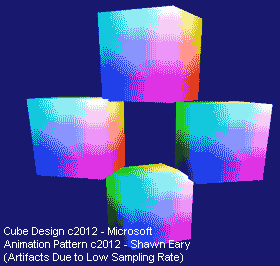 Cube Design c2012 - Microsoft
Animation Pattern c2012 - Shawn Eary
(Artifacts Due to Low Sampling Rate)